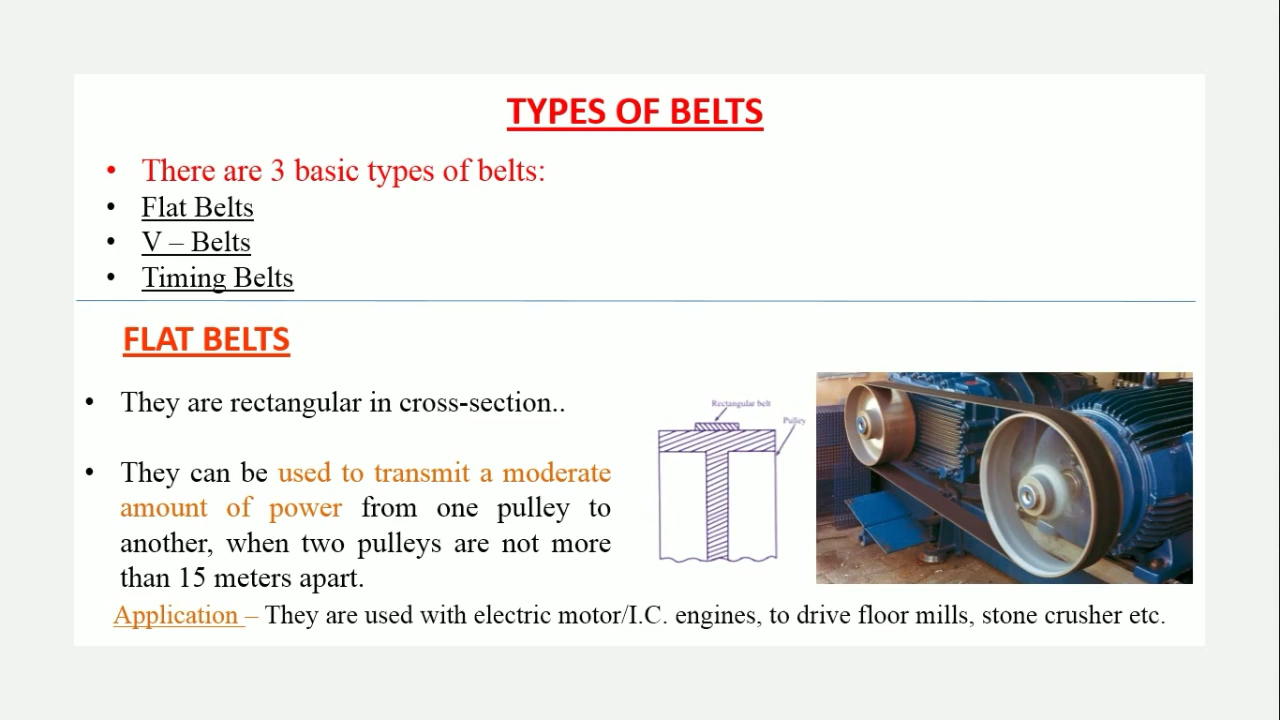 TYPES OF BELTS
• There are 3 basic types of belts:
• Flat Belts
• V – Belts
• Timing Belts
FLAT BELTS
• They are rectangular in cross-section..
• They can be used to transmit a moderate
amount of power from one pulley to
another, when two pulleys are not more
than 15 meters apart.
Rectangular belt
Pulley
Application – They are used with electric motor/I.C. engines, to drive floor mills, stone crusher etc.